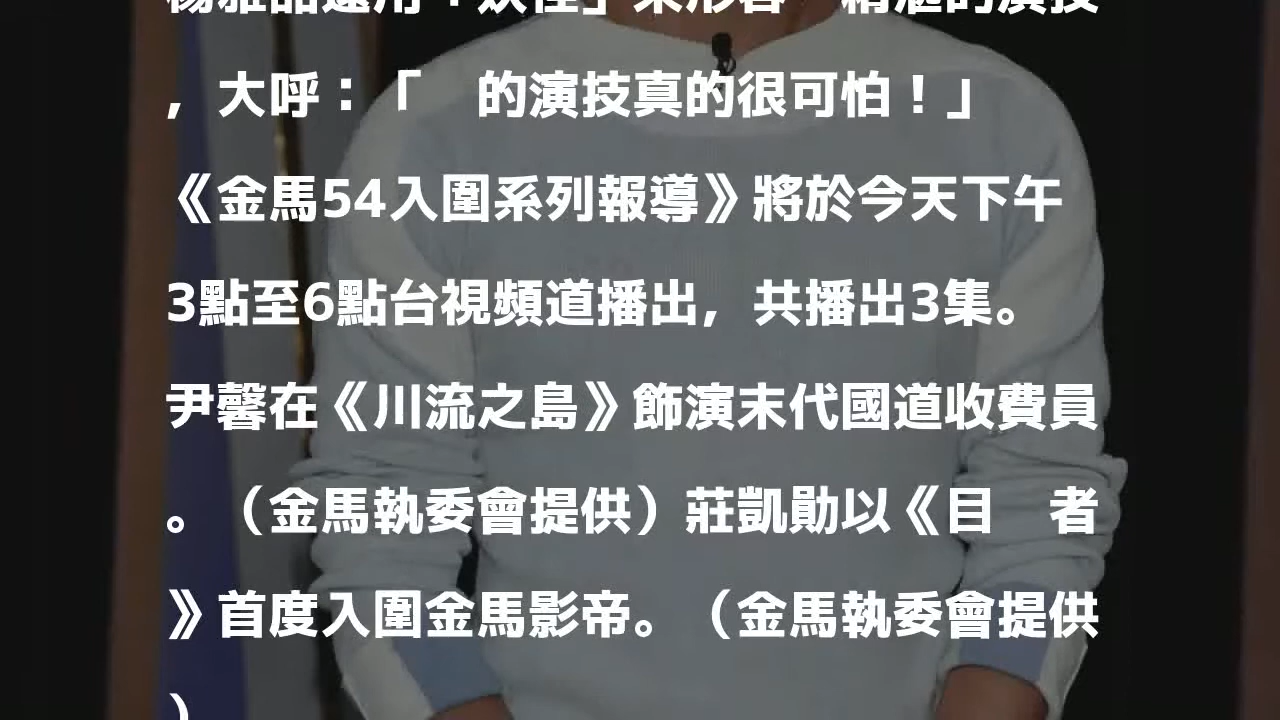 ，大呼：「　的演技真的很可怕！」
《金馬54入圍系列報導》將於今天下午
3點至6點台視頻道播出，共播出3集。
尹馨在《川流之島》飾演末代國道收費員
。（金馬執委會提供）莊凱勛以《目　者
》首度入圍金馬影帝。（金馬執委會提供
）